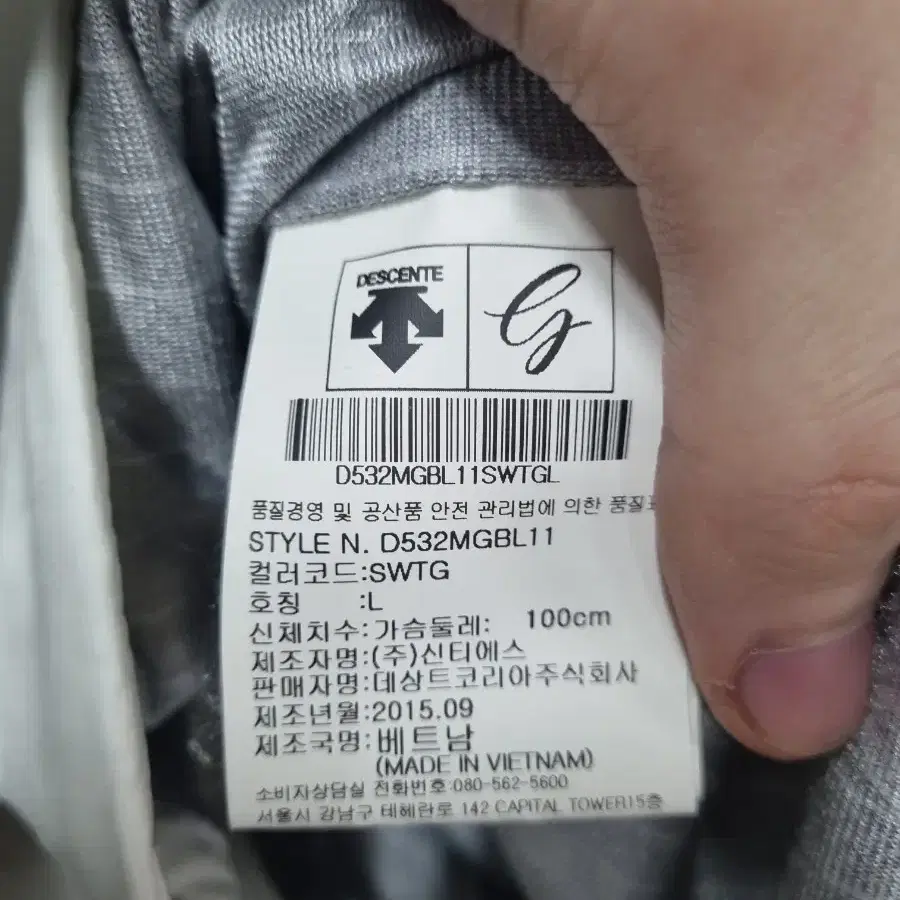 DESCENTE
G
D532MGBL11SWTGL
품질경영 및 공산품 안전 관리법에 의한 품질표
STYLE N. D532MGBL11
컬러코드:SWTG
호칭 :L
신체치수:가슴둘레: 100cm
제조자명:(주)신티에스
판매자명:데상트코리아주식회사
제조년월:2015.09
제조국명:베트남
(MADE IN VIETNAM)
소비자상담실 전화번호:080-562-5600
서울시 강남구 테헤란로 142 CAPITAL TOWER15층